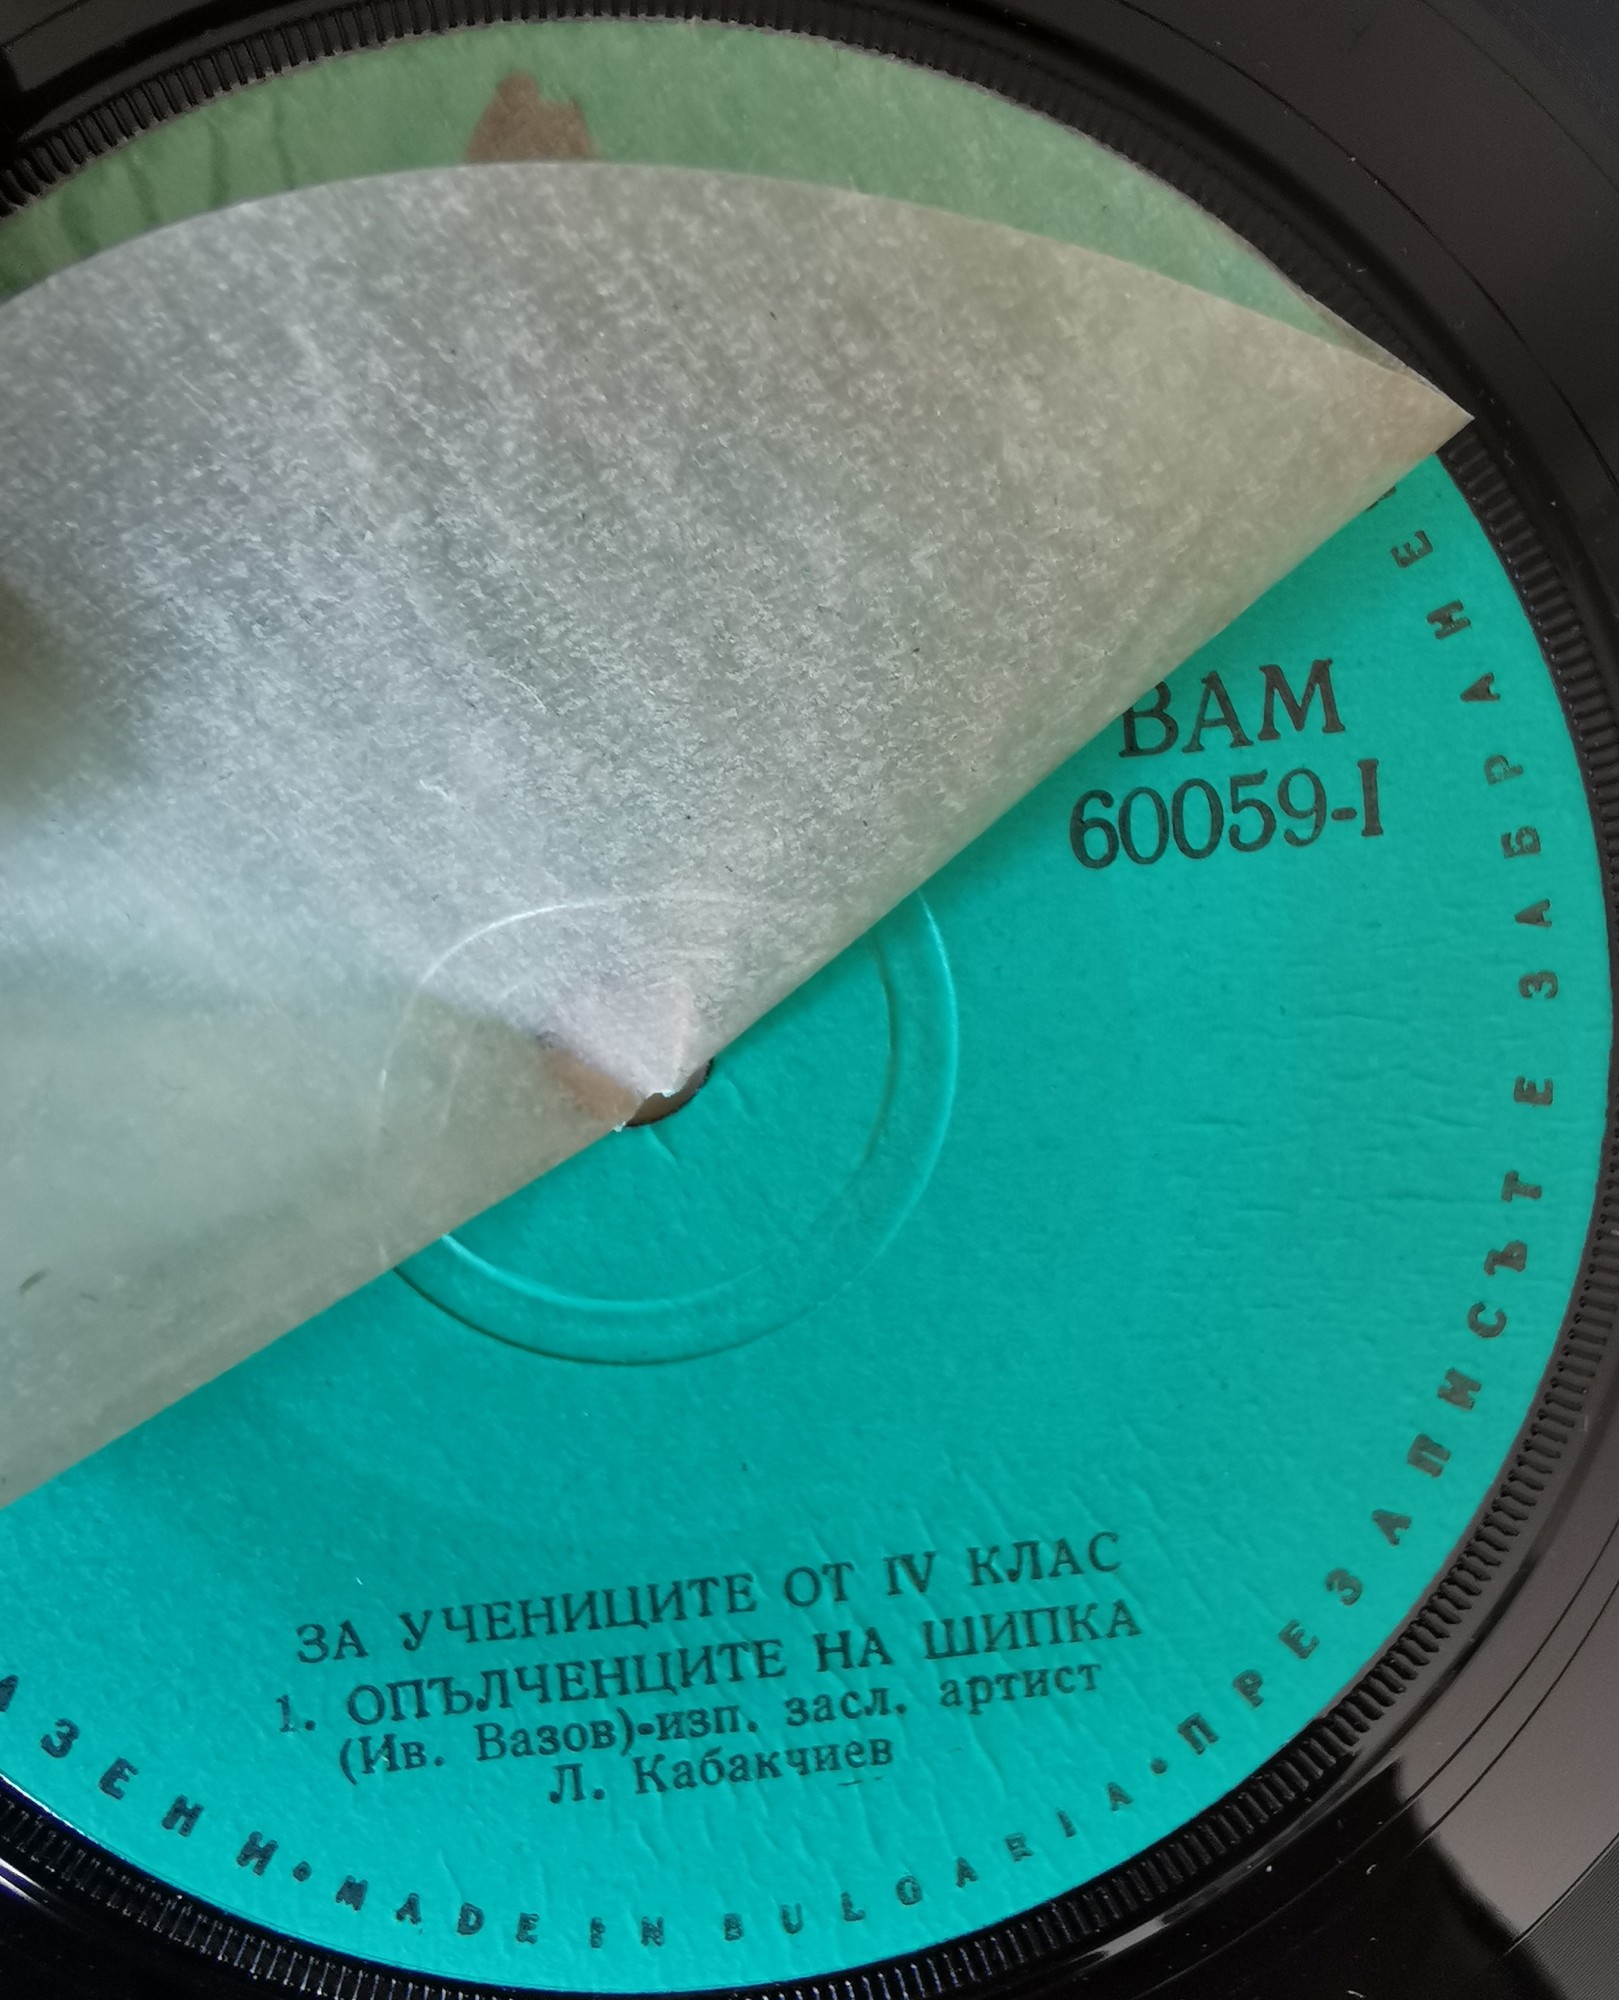 ВАМ
60059-I
ЗА УЧЕНИЦИТЕ ОТ IV КЛАС
1. ОПЪЛЧЕНЦИТЕ НА ШИПКА
(Ив. Вазов)-изп. засл. артист
Л. Кабакчиев
MADE IN BULGARIA • ПРЕЗАПИСЪТ Е ЗАБРАНЕ